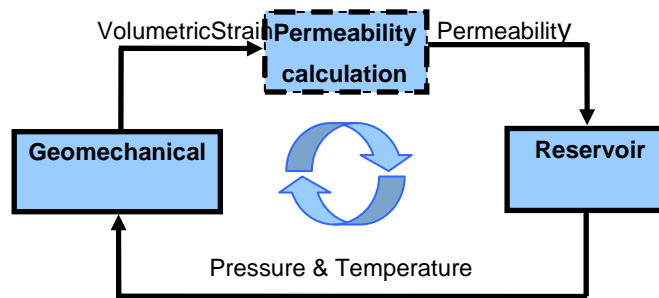 VolumetricStrain
Permeability
calculation
Permeability
Geomechanical
Reservoir
Pressure & Temperature